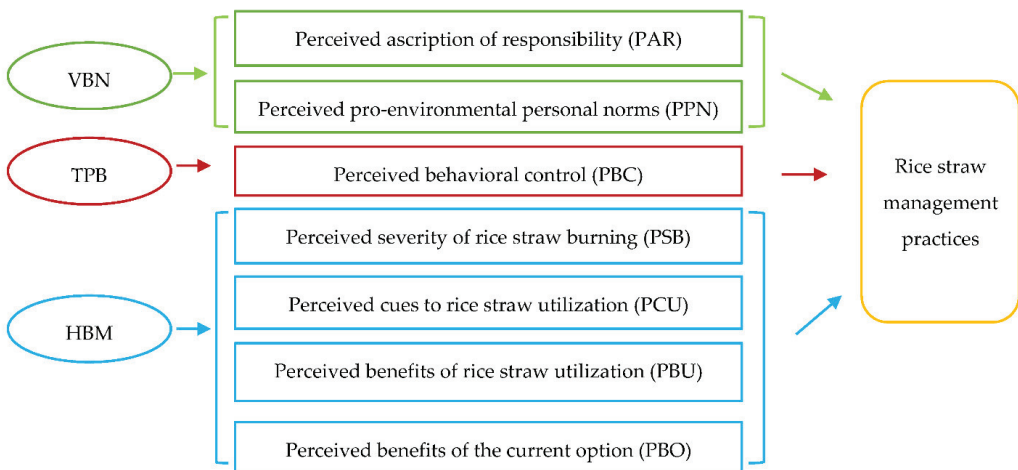 VBN
Perceived ascription of responsibility (PAR)
Perceived pro-environmental personal norms (PPN)
TPB
Perceived behavioral control (PBC)
HBM
Perceived severity of rice straw burning (PSB)
Perceived cues to rice straw utilization (PCU)
Perceived benefits of rice straw utilization (PBU)
Perceived benefits of the current option (PBO)
Rice straw
management
practices